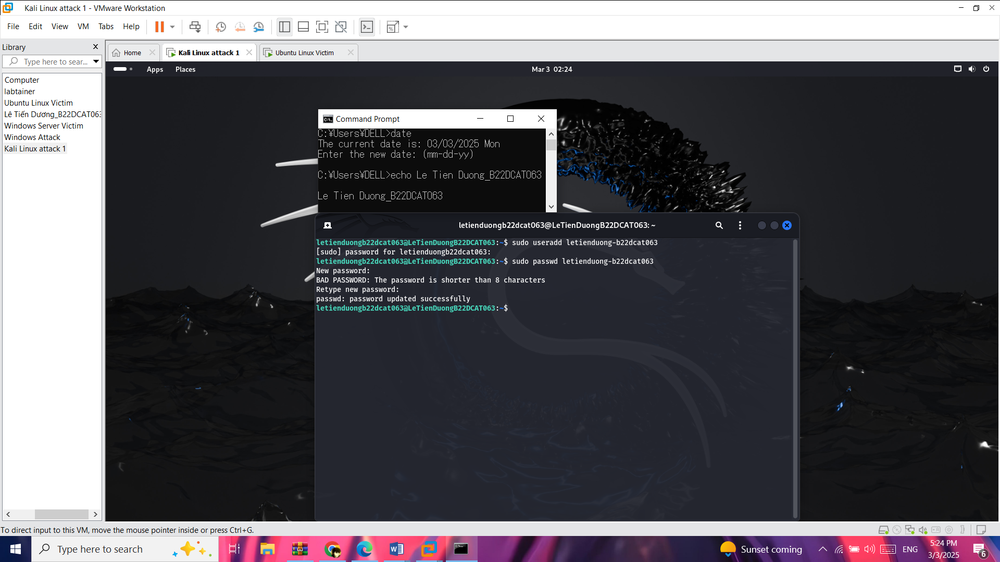 Kali Linux attack 1 - VMware Workstation
File Edit View VM Tabs Help
Library
Type here to sear...
Computer
labtainer
Ubuntu Linux Victim
Lê Tiến Dương_B22DCAT063
Windows Server Victim
Windows Attack
Kali Linux attack 1
Home
Kali Linux attack 1
Ubuntu Linux Victim
Apps Places
Mar 3 02:24
Command Prompt
C:¥Users¥DELL>date
The current date is: 03/03/2025 Mon
Enter the new date: (mm-dd-yy)
C:¥Users¥DELL>echo Le Tien Duong_B22DCAT063
Le Tien Duong_B22DCAT063
letienduongb22dcat063@LeTienDuongB22DCAT063: ~
letienduongb22dcat063@LeTienDuongB22DCAT063:~$ sudo useradd letienduong-b22dcat063
[sudo] password for letienduongb22dcat063:
letienduongb22dcat063@LeTienDuongB22DCAT063:~$ sudo passwd letienduong-b22dcat063
New password:
BAD PASSWORD: The password is shorter than 8 characters
Retype new password:
passwd: password updated successfully
letienduongb22dcat063@LeTienDuongB22DCAT063:~$
To direct input to this VM, move the mouse pointer inside or press Ctrl+G.
Type here to search
Sunset coming
ENG
5:24 PM
3/3/2025
6